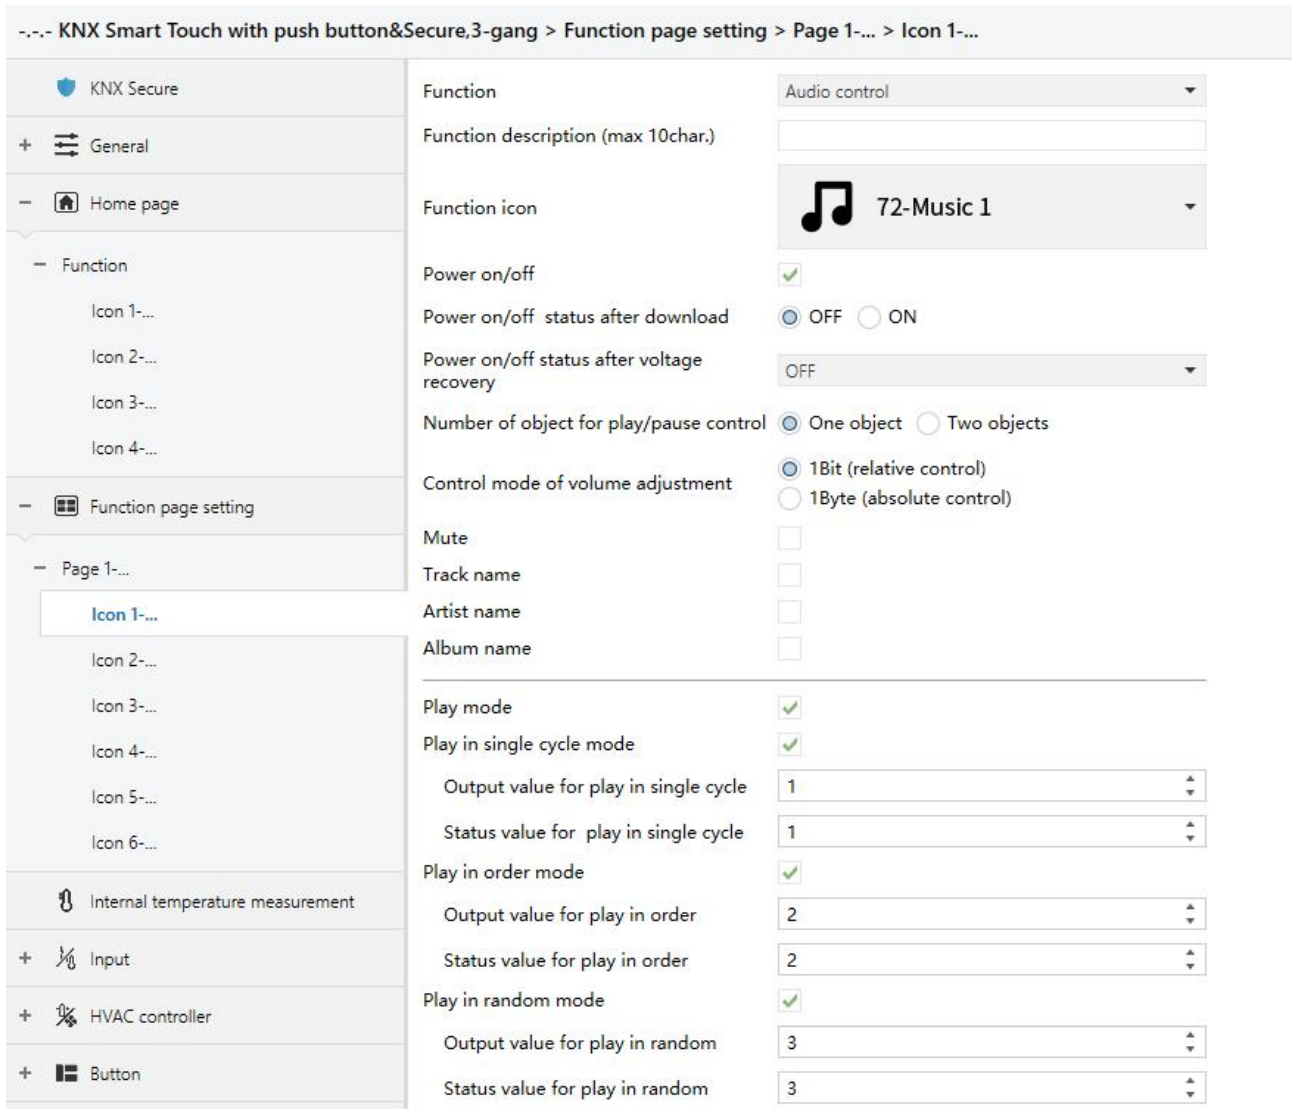 -.-.- KNX Smart Touch with push button&Secure,3-gang > Function page setting > Page 1-... > Icon 1-...
KNX Secure
+ General
− Home page
− Function
Icon 1-...
Icon 2-...
Icon 3-...
Icon 4-...
− Function page setting
− Page 1-...
Icon 1-...
Icon 2-...
Icon 3-...
Icon 4-...
Icon 5-...
Icon 6-...
Internal temperature measurement
+ Input
+ HVAC controller
+ Button
Function Audio control
Function description (max 10char.)
Function icon 72-Music 1
Power on/off
Power on/off status after download OFF ON
Power on/off status after voltage
recovery OFF
Number of object for play/pause control One object Two objects
Control mode of volume adjustment 1Bit (relative control)
1Byte (absolute control)
Mute
Track name
Artist name
Album name
Play mode
Play in single cycle mode
Output value for play in single cycle 1
Status value for play in single cycle 1
Play in order mode
Output value for play in order 2
Status value for play in order 2
Play in random mode
Output value for play in random 3
Status value for play in random 3